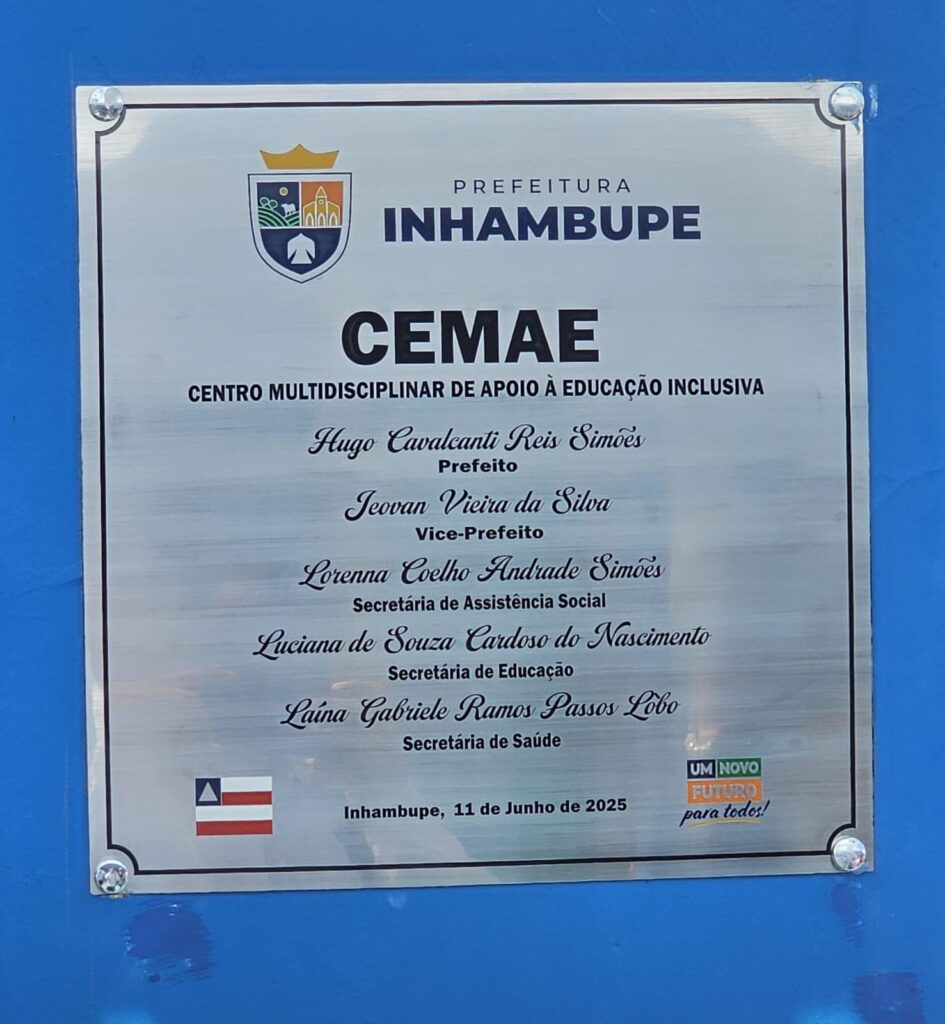 PREFEITURA
INHAMBUPE
CEMAE
CENTRO MULTIDISCIPLINAR DE APOIO À EDUCAÇÃO INCLUSIVA
Hugo Cavalcanti Reis Simões
Prefeito
Jeovan Vieira da Silva
Vice-Prefeito
Lorenna Coelho Andrade Simões
Secretária de Assistência Social
Luciana de Souza Cardoso do Nascimento
Secretária de Educação
Laína Gabriele Ramos Passos Lôbo
Secretária de Saúde
Inhambupe, 11 de Junho de 2025
UM NOVO
FUTURO
para todos!